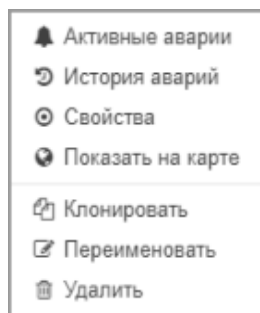 Активные аварии
История аварий
Свойства
Показать на карте
Клонировать
Переименовать
Удалить